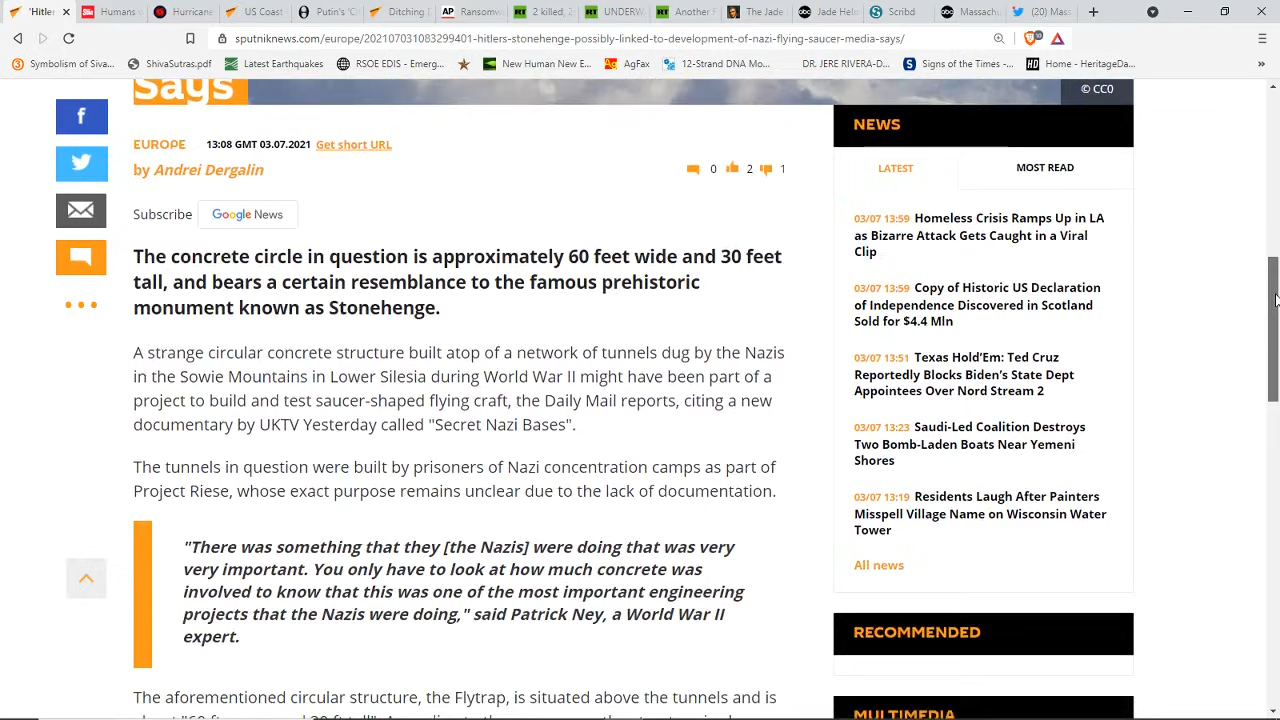 'Hitler
Humans v
Hurricane
US Coast
Putin's 'C
Ditching
Ransomw
2 killed, 2
UNDERW
Another f
The Jade
Jade Hel
Scribd
Massachu
(20) Mass
sputniknews.com/europe/202107031083299401-hitlers-stonehenge-possibly-linked-to-development-of-nazi-flying-saucer-media-says/
Symbolism of Siva...
ShivaSutras.pdf
Latest Earthquakes
RSOE EDIS - Emerg...
New Human New E...
AgFax
12-Strand DNA Mo...
DR. JERE RIVERA-D...
Signs of the Times -...
Home - HeritageDa...
Says
© CC0
EUROPE 13:08 GMT 03.07.2021 Get short URL
by Andrei Dergalin
0 2 1
Subscribe Google News
The concrete circle in question is approximately 60 feet wide and 30 feet
tall, and bears a certain resemblance to the famous prehistoric
monument known as Stonehenge.
A strange circular concrete structure built atop of a network of tunnels dug by the Nazis
in the Sowie Mountains in Lower Silesia during World War II might have been part of a
project to build and test saucer-shaped flying craft, the Daily Mail reports, citing a new
documentary by UKTV Yesterday called "Secret Nazi Bases".
The tunnels in question were built by prisoners of Nazi concentration camps as part of
Project Riese, whose exact purpose remains unclear due to the lack of documentation.
"There was something that they [the Nazis] were doing that was very
very important. You only have to look at how much concrete was
involved to know that this was one of the most important engineering
projects that the Nazis were doing," said Patrick Ney, a World War II
expert.
The aforementioned circular structure, the Flytrap, is situated above the tunnels and is
NEWS
LATEST MOST READ
03/07 13:59 Homeless Crisis Ramps Up in LA
as Bizarre Attack Gets Caught in a Viral
Clip
03/07 13:59 Copy of Historic US Declaration
of Independence Discovered in Scotland
Sold for $4.4 Mln
03/07 13:51 Texas Hold'Em: Ted Cruz
Reportedly Blocks Biden's State Dept
Appointees Over Nord Stream 2
03/07 13:23 Saudi-Led Coalition Destroys
Two Bomb-Laden Boats Near Yemeni
Shores
03/07 13:19 Residents Laugh After Painters
Misspell Village Name on Wisconsin Water
Tower
All news
RECOMMENDED
MULTIMEDIA